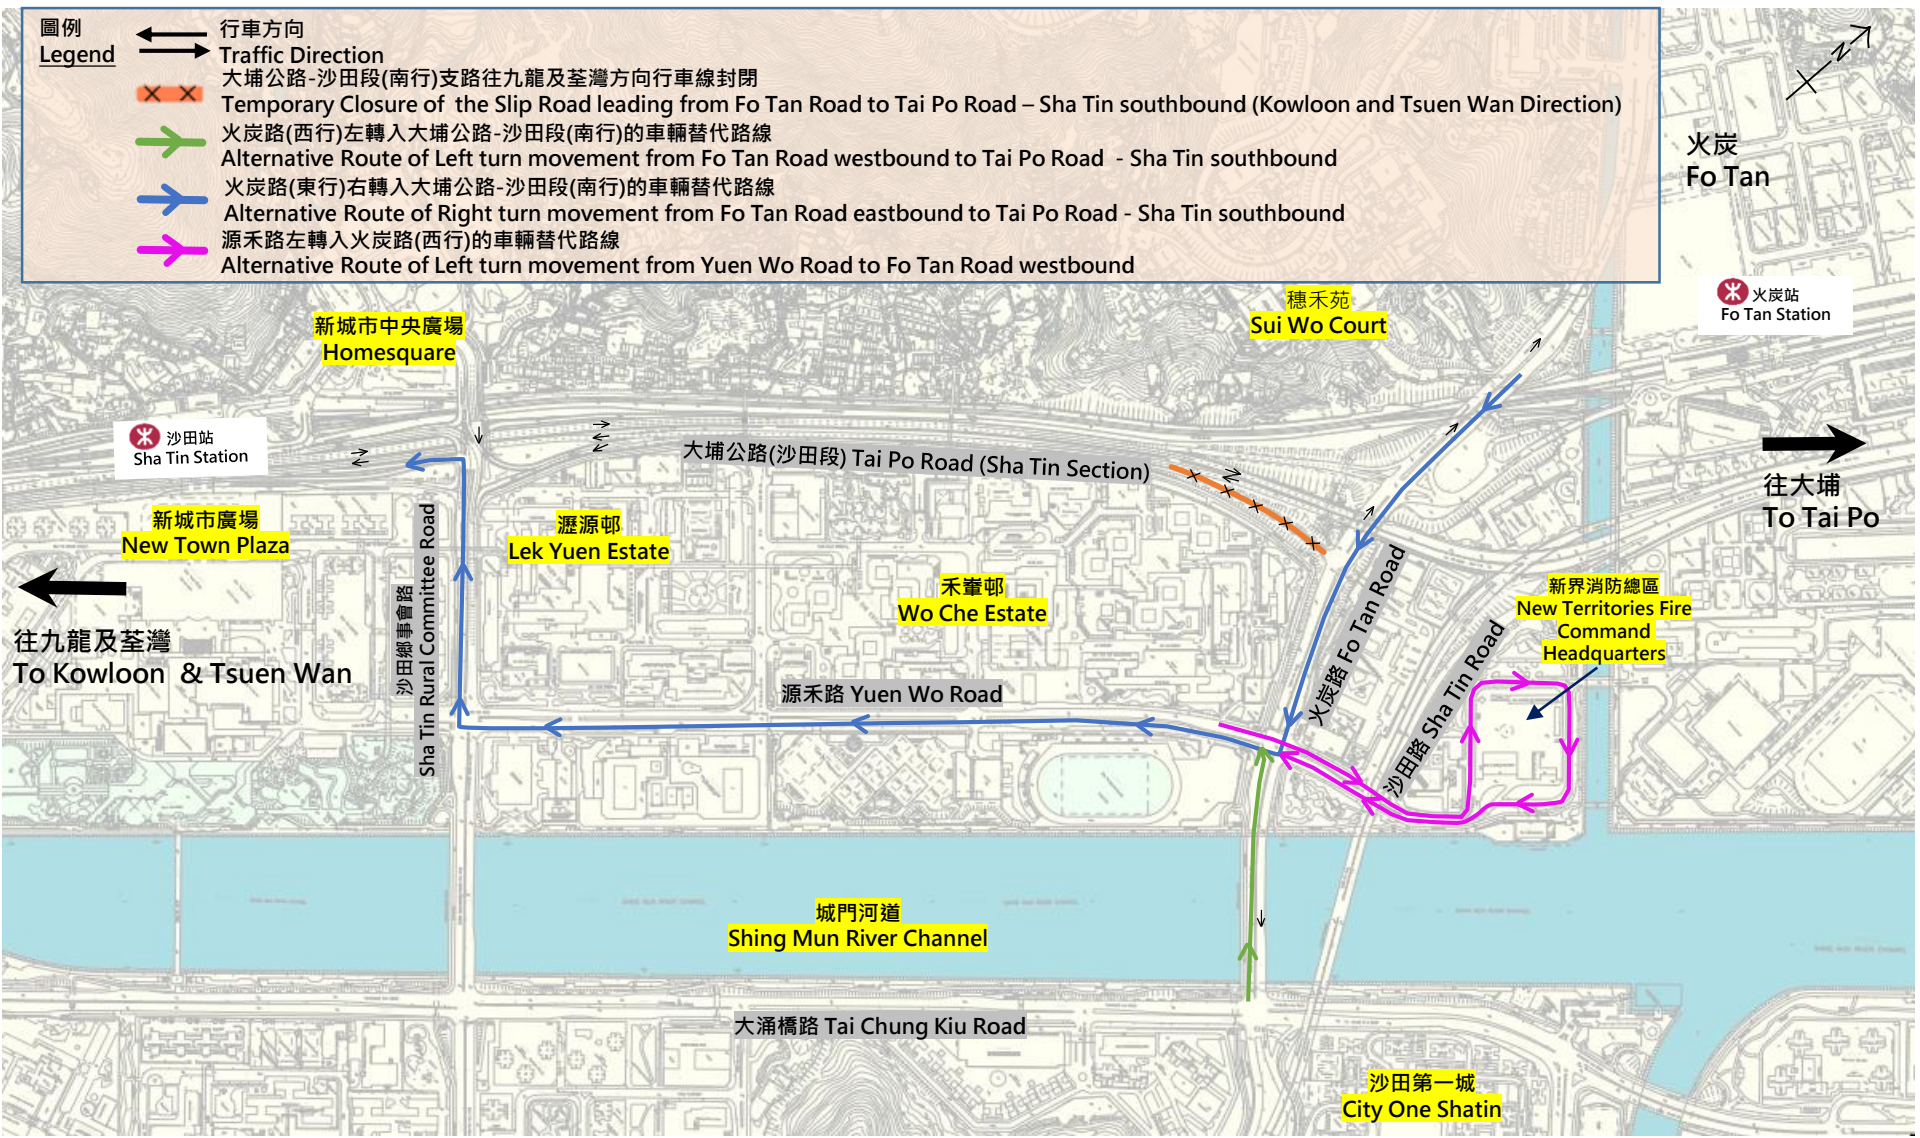 圖例
Legend
行車方向
Traffic Direction
大埔公路-沙田段(南行)支路往九龍及荃灣方向行車線封閉
Temporary Closure of the Slip Road leading from Fo Tan Road to Tai Po Road – Sha Tin southbound (Kowloon and Tsuen Wan Direction)
火炭路(西行)左轉入大埔公路-沙田段(南行)的車輛替代路線
Alternative Route of Left turn movement from Fo Tan Road westbound to Tai Po Road - Sha Tin southbound
火炭路(東行)右轉入大埔公路-沙田段(南行)的車輛替代路線
Alternative Route of Right turn movement from Fo Tan Road eastbound to Tai Po Road - Sha Tin southbound
源禾路左轉入火炭路(西行)的車輛替代路線
Alternative Route of Left turn movement from Yuen Wo Road to Fo Tan Road westbound
N
火炭
Fo Tan
火炭站
Fo Tan Station
穗禾苑
Sui Wo Court
新城市中央廣場
Homesquare
沙田站
Sha Tin Station
大埔公路(沙田段) Tai Po Road (Sha Tin Section)
往大埔
To Tai Po
新城市廣場
New Town Plaza
瀝源邨
Lek Yuen Estate
禾輋邨
Wo Che Estate
沙田鄉事會路
Sha Tin Rural Committee Road
火炭路 Fo Tan Road
沙田路 Sha Tin Road
新界消防總區
New Territories Fire
Command
Headquarters
往九龍及荃灣
To Kowloon & Tsuen Wan
源禾路 Yuen Wo Road
城門河道
Shing Mun River Channel
大涌橋路 Tai Chung Kiu Road
沙田第一城
City One Shatin